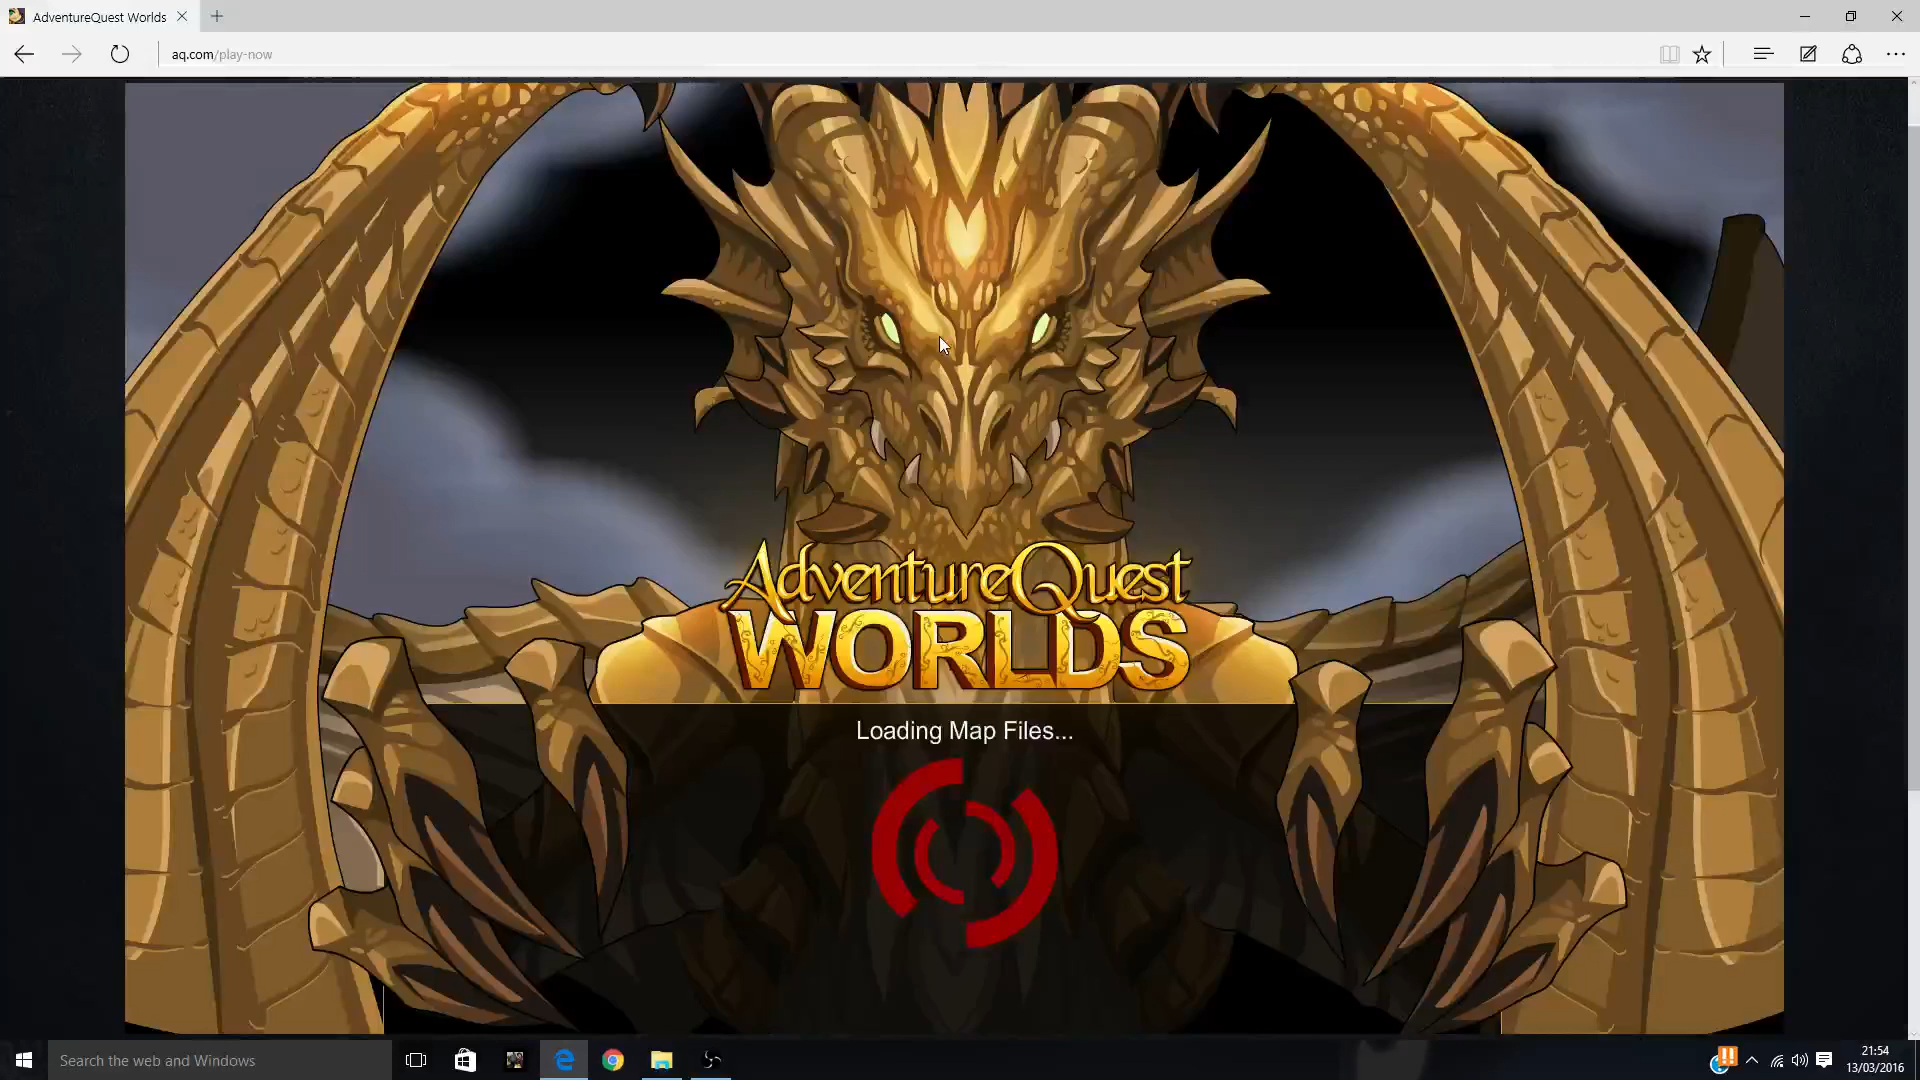 AdventureQuest Worlds
aq.com/play-now
AdventureQuest
WORLDS
Loading Map Files...
Search the web and Windows
21:54
13/03/2016